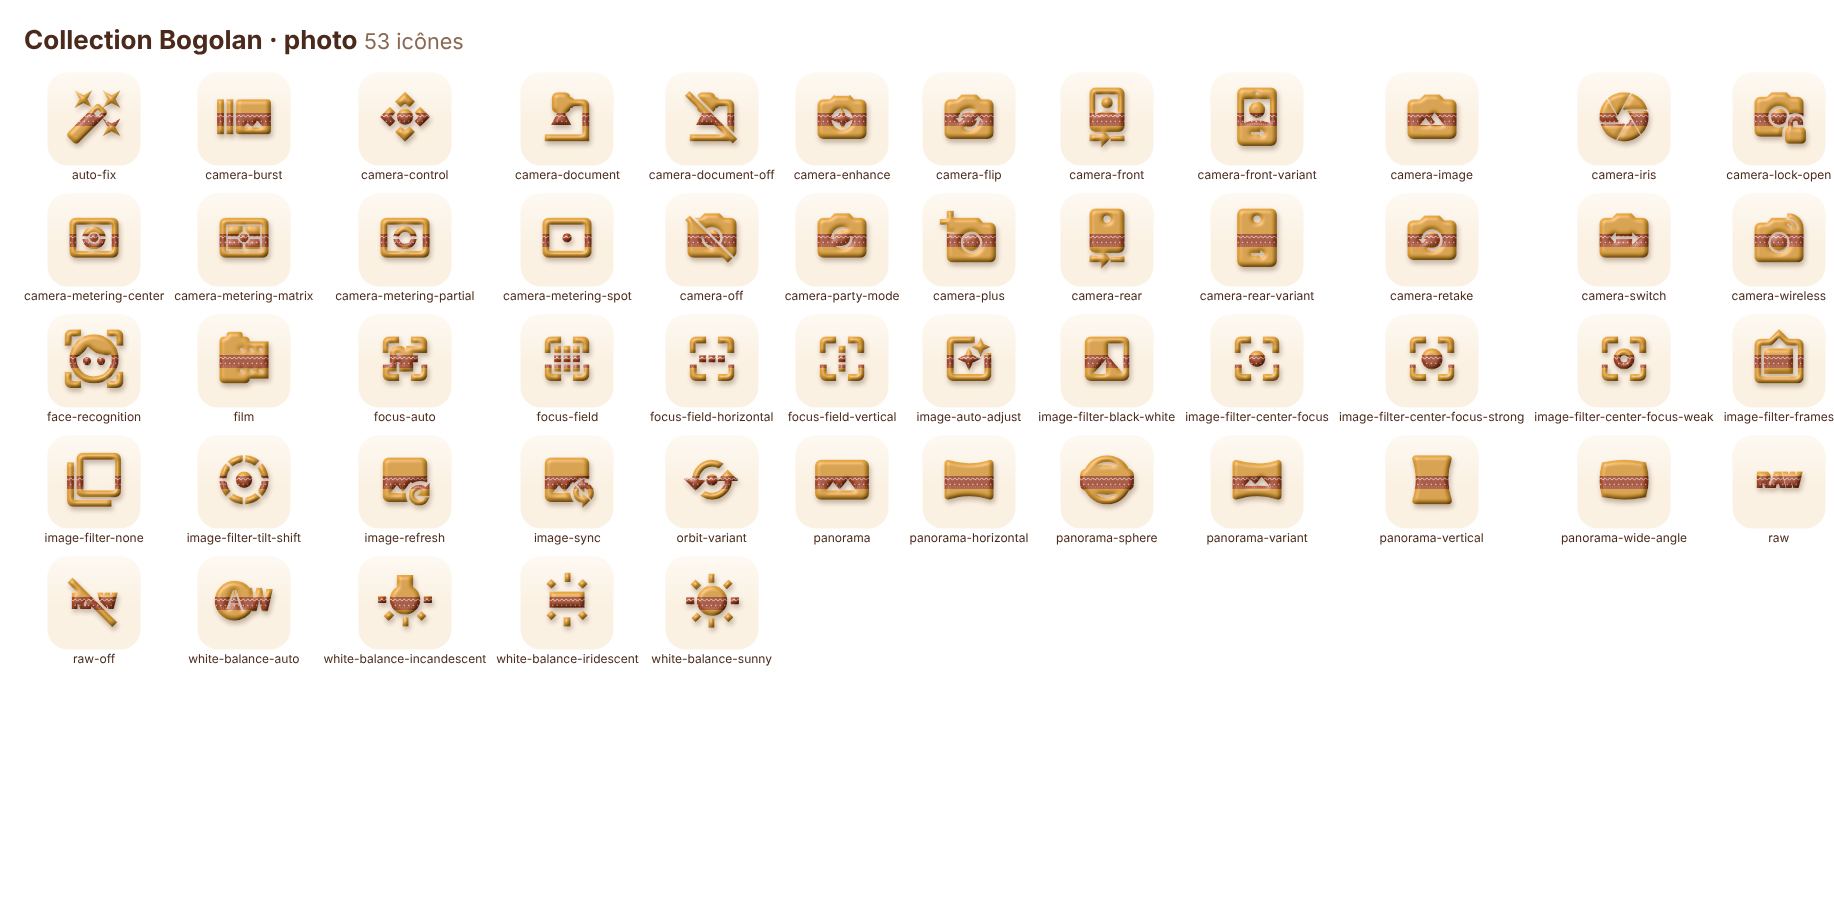 Collection Bogolan · photo 53 icônes
auto-fix camera-burst camera-control camera-document camera-document-off camera-enhance camera-flip camera-front camera-front-variant camera-image camera-iris camera-lock-open
camera-metering-center camera-metering-matrix camera-metering-partial camera-metering-spot camera-off camera-party-mode camera-plus camera-rear camera-rear-variant camera-retake camera-switch camera-wireless
face-recognition film focus-auto focus-field focus-field-horizontal focus-field-vertical image-auto-adjust image-filter-black-white image-filter-center-focus image-filter-center-focus-strong image-filter-center-focus-weak image-filter-frames
image-filter-none image-filter-tilt-shift image-refresh image-sync orbit-variant panorama panorama-horizontal panorama-sphere panorama-variant panorama-vertical panorama-wide-angle raw
RAW
RAW
raw-off white-balance-auto white-balance-incandescent white-balance-iridescent white-balance-sunny